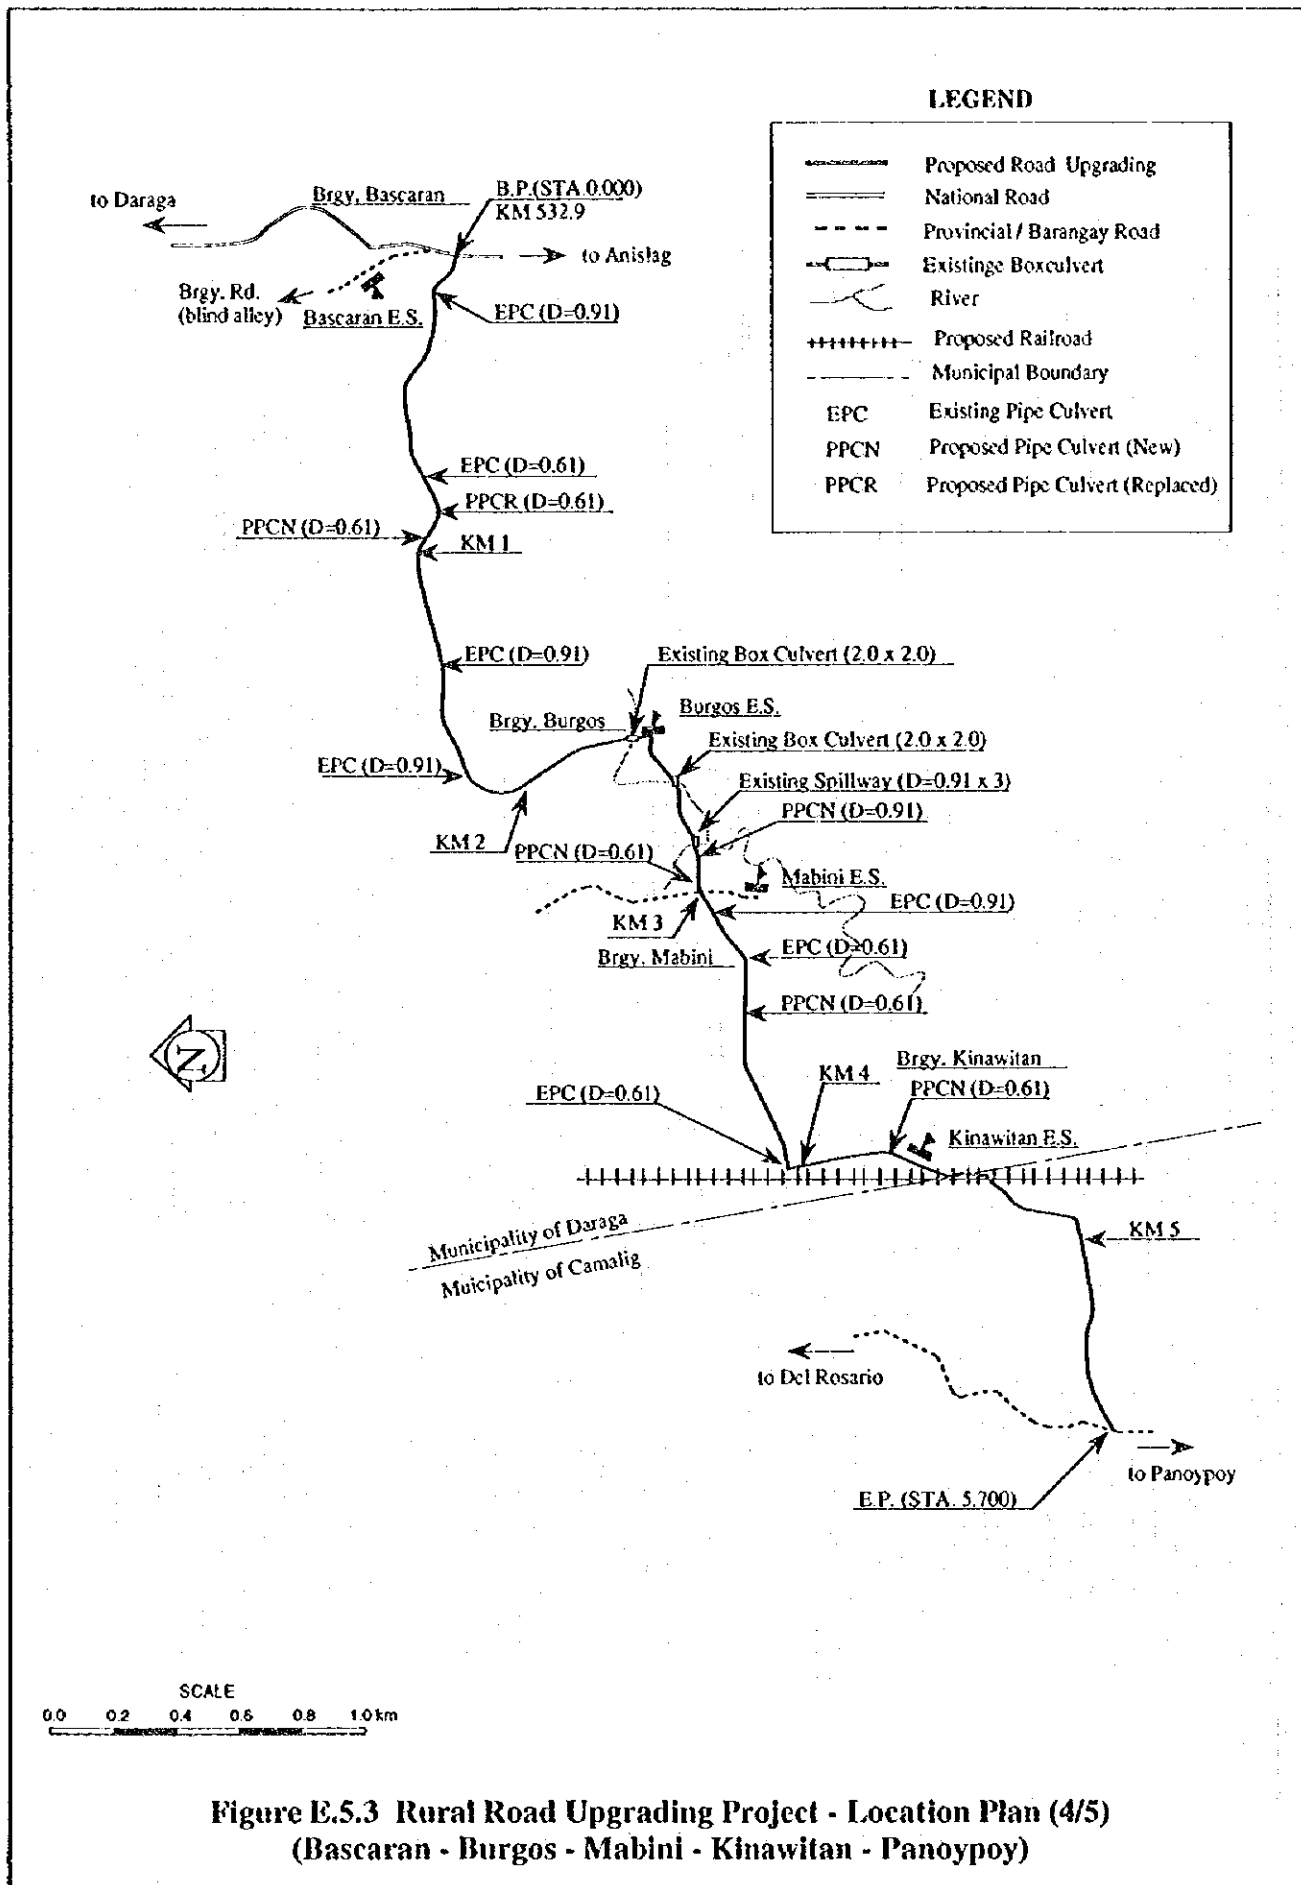 LEGEND
Proposed Road Upgrading
National Road
Provincial / Barangay Road
Existinge Boxculvert
River
Proposed Railroad
Municipal Boundary
EPC Existing Pipe Culvert
PPCN Proposed Pipe Culvert (New)
PPCR Proposed Pipe Culvert (Replaced)
to Daraga
Brgy, Bascaran
B.P.(STA.0.000)
KM 532.9
to Anislag
Brgy. Rd.
(blind alley)
Bascaran E.S.
EPC (D=0.91)
EPC (D=0.61)
PPCR (D=0.61)
PPCN (D=0.61)
KM 1
EPC (D=0.91)
Existing Box Culvert (2.0 x 2.0)
Brgy. Burgos
Burgos E.S.
Existing Box Culvert (2.0 x 2.0)
EPC (D=0.91)
Existing Spillway (D=0.91 x 3)
PPCN (D=0.91)
KM 2
PPCN (D=0.61)
Mabini E.S.
EPC (D=0.91)
KM 3
EPC (D=0.61)
Brgy. Mabini
PPCN (D=0.61)
N
Brgy. Kinawitan
KM 4
PPCN (D=0.61)
EPC (D=0.61)
Kinawitan E.S.
Municipality of Daraga
Muicipality of Camalig
KM 5
to Del Rosario
to Panoypoy
E.P. (STA. 5.700)
SCALE
0.0 0.2 0.4 0.6 0.8 1.0 km
Figure E.5.3 Rural Road Upgrading Project - Location Plan (4/5)
(Bascaran - Burgos - Mabini - Kinawitan - Panoypoy)